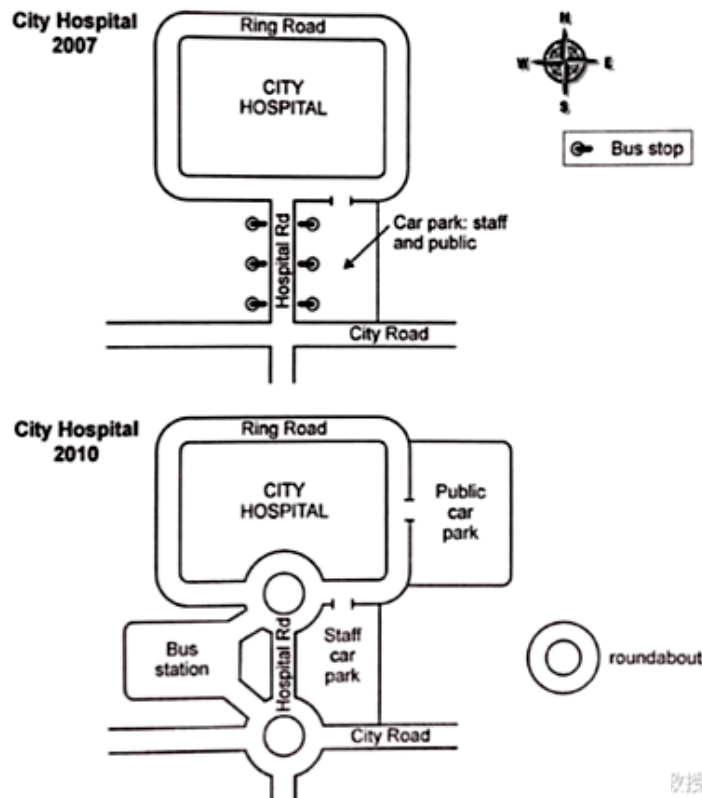 City Hospital
2007
Ring Road
CITY
HOSPITAL
N
W
E
S
Bus stop
Hospital Rd
Car park: staff
and public
City Road
City Hospital
2010
Ring Road
CITY
HOSPITAL
Public
car
park
Bus
station
Hospital Rd
Staff
car
park
roundabout
City Road